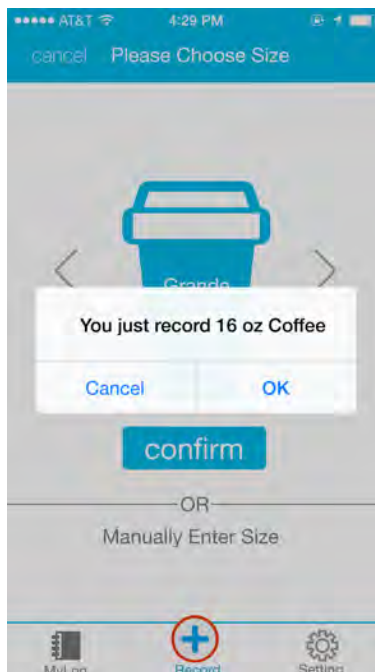 AT&T 4:29 PM
cancel Please Choose Size
Grande
You just record 16 oz Coffee
Cancel OK
confirm
OR
Manually Enter Size
MyLog Record Setting